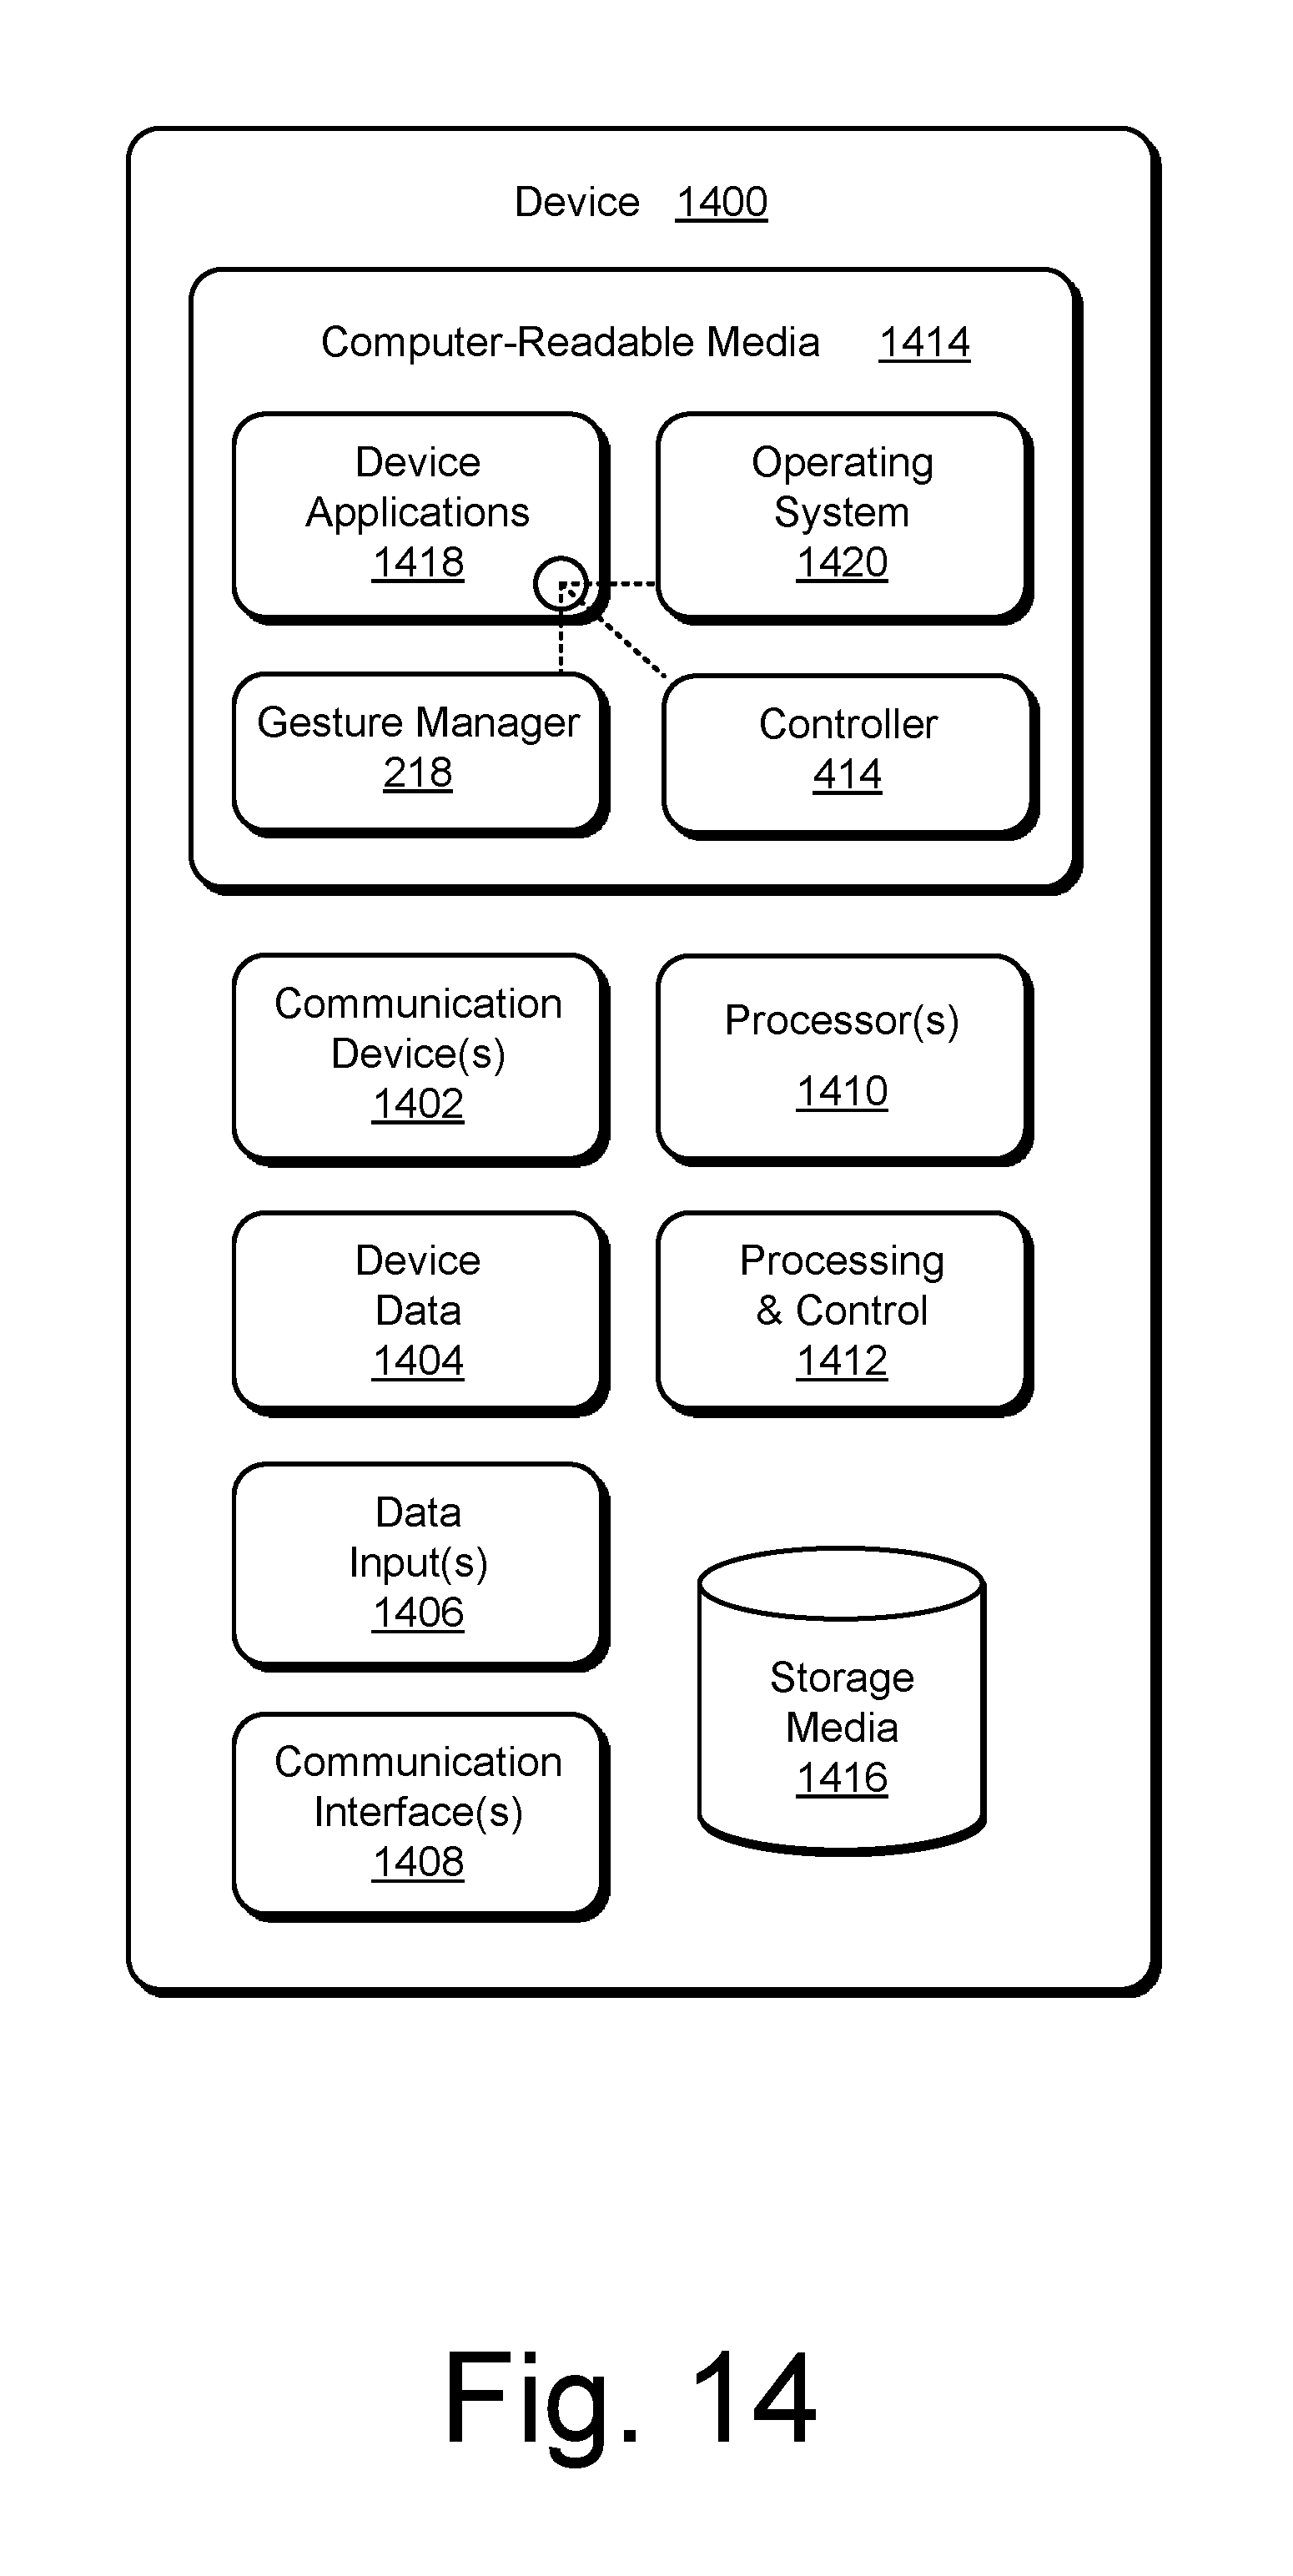 Device 1400
Computer-Readable Media 1414
Device
Applications
1418
Operating
System
1420
Gesture Manager
218
Controller
414
Communication
Device(s)
1402
Processor(s)
1410
Device
Data
1404
Processing
& Control
1412
Data
Input(s)
1406
Storage
Media
1416
Communication
Interface(s)
1408
Fig. 14